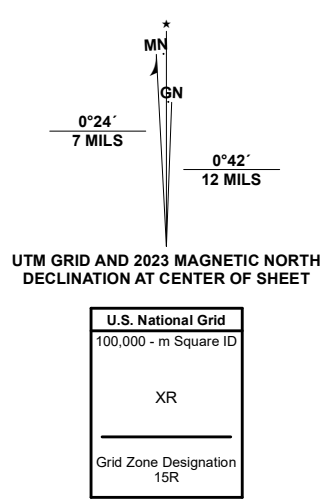 MN
GN
0°24´
7 MILS
0°42´
12 MILS
UTM GRID AND 2023 MAGNETIC NORTH
DECLINATION AT CENTER OF SHEET
U.S. National Grid
100,000 - m Square ID
XR
Grid Zone Designation
15R